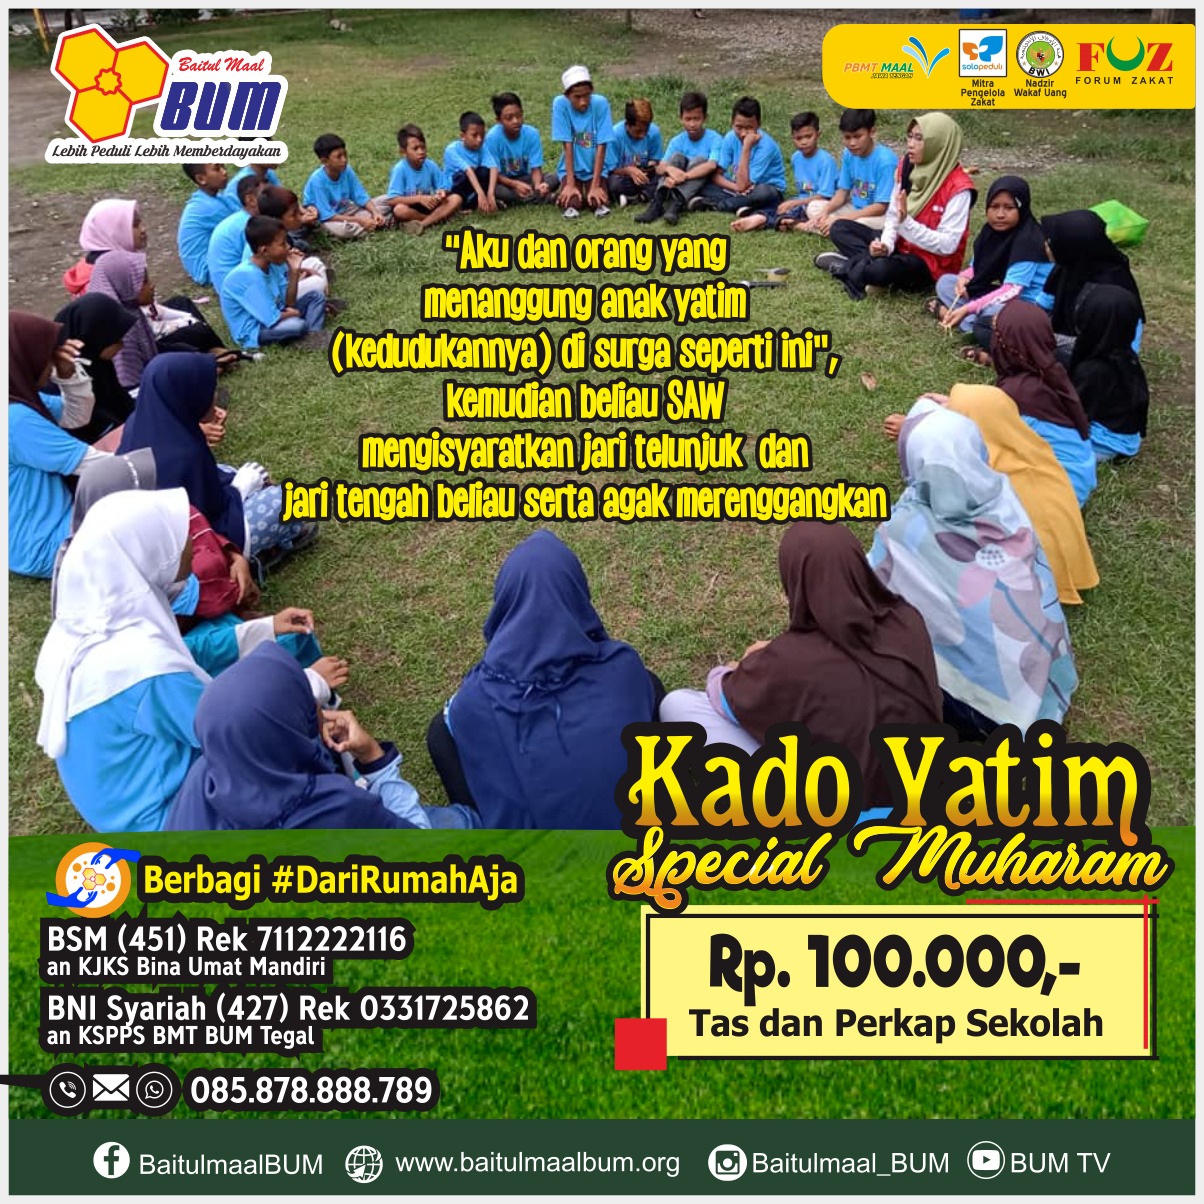 Baitul Maal
BUM
Lebih Peduli Lebih Memberdayakan
PBMT MAAL
JAWA TENGAH
solopeduli
Mitra
Pengelola
Zakat
BWI
Nadzir
Wakaf Uang
FOZ
FORUM ZAKAT
"Aku dan orang yang
menanggung anak yatim
(kedudukannya) di surga seperti ini",
kemudian beliau SAW
mengisyaratkan jari telunjuk dan
jari tengah beliau serta agak merenggangkan
Kado Yatim
Special Muharam
Rp. 100.000,-
Tas dan Perkap Sekolah
Berbagi #DariRumahAja
BSM (451) Rek 7112222116
an KJKS Bina Umat Mandiri
BNI Syariah (427) Rek 0331725862
an KSPPS BMT BUM Tegal
085.878.888.789
BaitulmaalBUM
www.baitulmaalbum.org
Baitulmaal_BUM
BUM TV